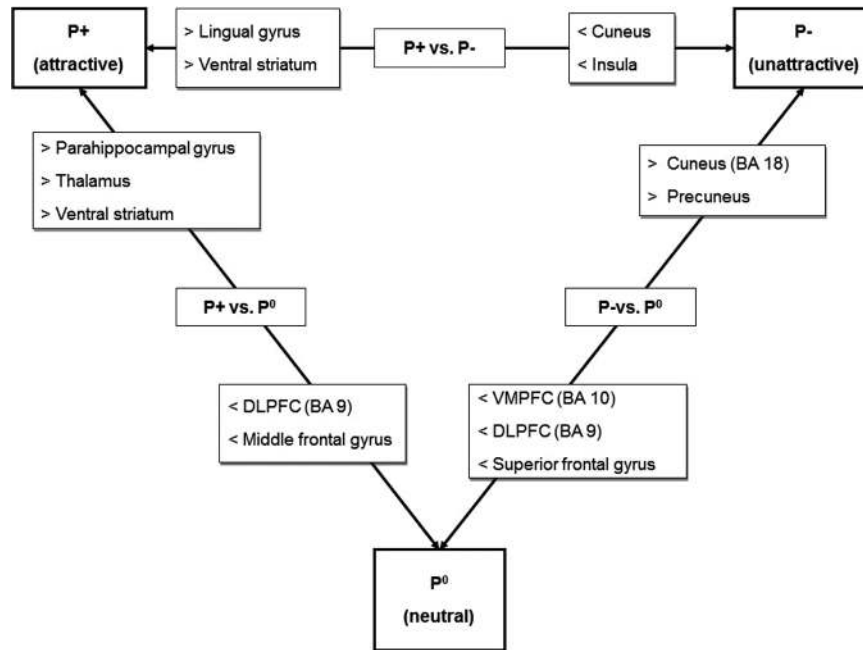 P+
(attractive)
> Lingual gyrus
> Ventral striatum
P+ vs. P-
< Cuneus
< Insula
P-
(unattractive)
> Parahippocampal gyrus
> Thalamus
> Ventral striatum
> Cuneus (BA 18)
> Precuneus
P+ vs. P⁰
P-vs. P⁰
< DLPFC (BA 9)
< Middle frontal gyrus
< VMPFC (BA 10)
< DLPFC (BA 9)
< Superior frontal gyrus
P⁰
(neutral)